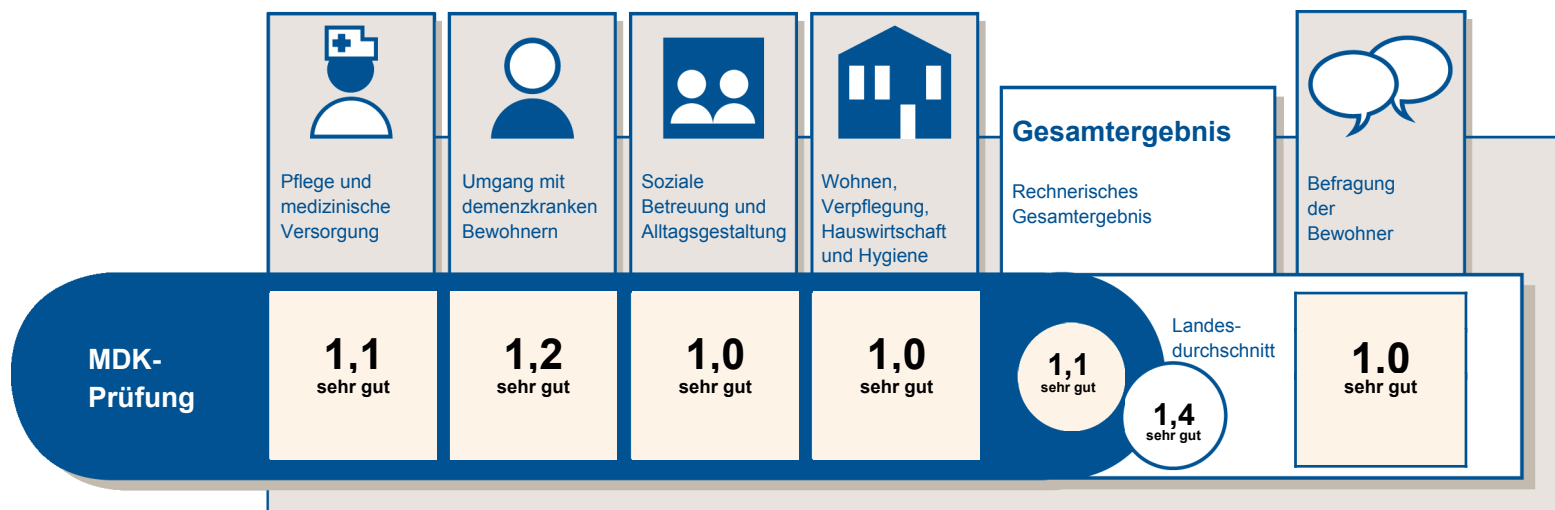 Pflege und
medizinische
Versorgung
Umgang mit
demenzkranken
Bewohnern
Soziale
Betreuung und
Alltagsgestaltung
Wohnen,
Verpflegung,
Hauswirtschaft
und Hygiene
Gesamtergebnis
Rechnerisches
Gesamtergebnis
Befragung
der
Bewohner
MDK-
Prüfung
1,1
sehr gut
1,2
sehr gut
1,0
sehr gut
1,0
sehr gut
1,1
sehr gut
Landes-
durchschnitt
1,4
sehr gut
1.0
sehr gut